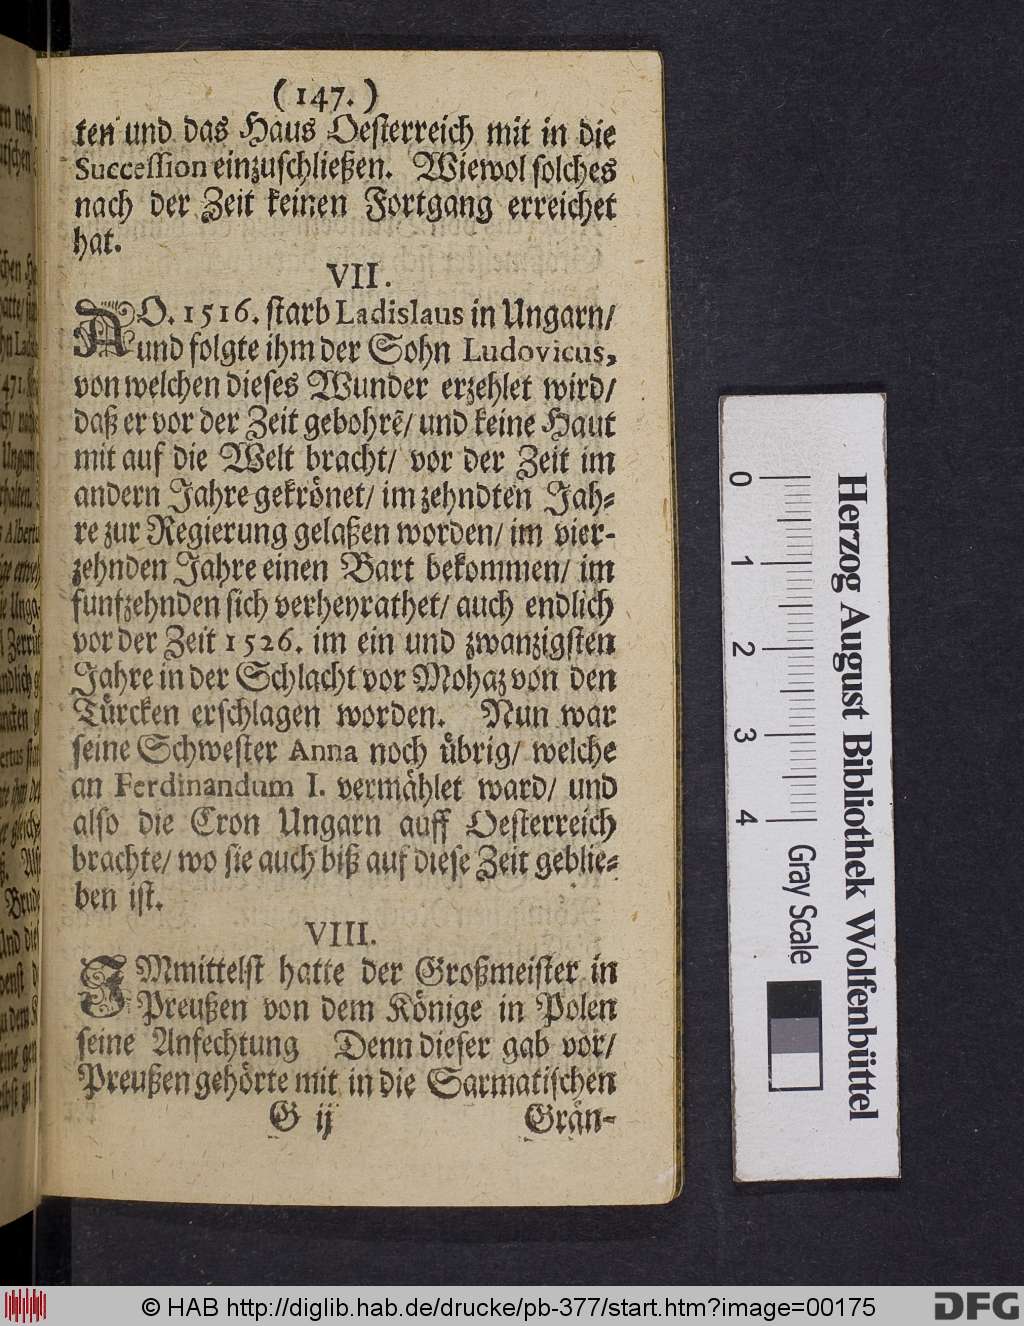 (147.)
ten und das Haus Oesterreich mit in die
Succession einzuschließen. Wiewol solches
nach der Zeit keinen Fortgang erreichet
hat.
VII.
AO. 1516. starb Ladislaus in Ungarn/
und folgte ihm der Sohn Ludovicus,
von welchen dieses Wunder erzehlet wird/
daß er vor der Zeit gebohrē/ und keine Haut
mit auf die Welt bracht/ vor der Zeit im
andern Jahre gekrönet/ im zehndten Jah-
re zur Regierung gelaßen worden/ im vier-
zehnden Jahre einen Bart bekommen/ im
funfzehnden sich verheyrathet/ auch endlich
vor der Zeit 1526. im ein und zwanzigsten
Jahre in der Schlacht vor Mohaz von den
Türcken erschlagen worden. Nun war
seine Schwester Anna noch übrig/ welche
an Ferdinandum I. vermählet ward/ und
also die Cron Ungarn auff Oesterreich
brachte/ wo sie auch biß auf diese Zeit geblie-
ben ist.
VIII.
IMmittelst hatte der Großmeister in
Preußen von dem Könige in Polen
seine Anfechtung Denn dieser gab vor/
Preußen gehörte mit in die Sarmatischen
G ij Grän-
Herzog August Bibliothek Wolfenbüttel
0 1 2 3 4
Gray Scale
© HAB http://diglib.hab.de/drucke/pb-377/start.htm?image=00175
DFG